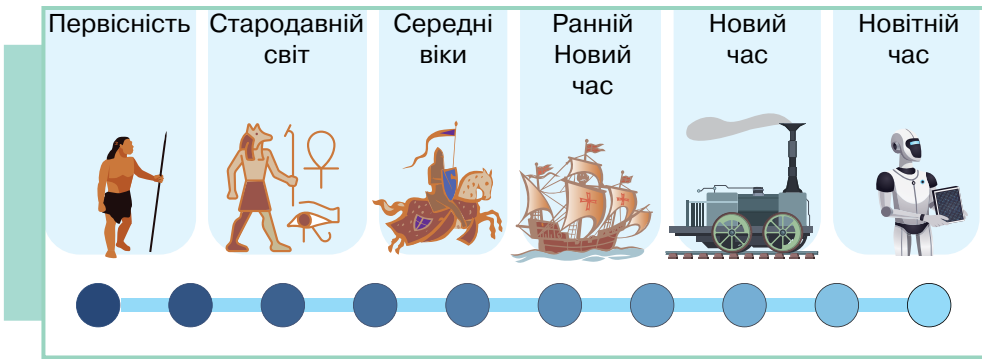 Первісність
Стародавній
світ
Середні
віки
Ранній
Новий
час
Новий
час
Новітній
час